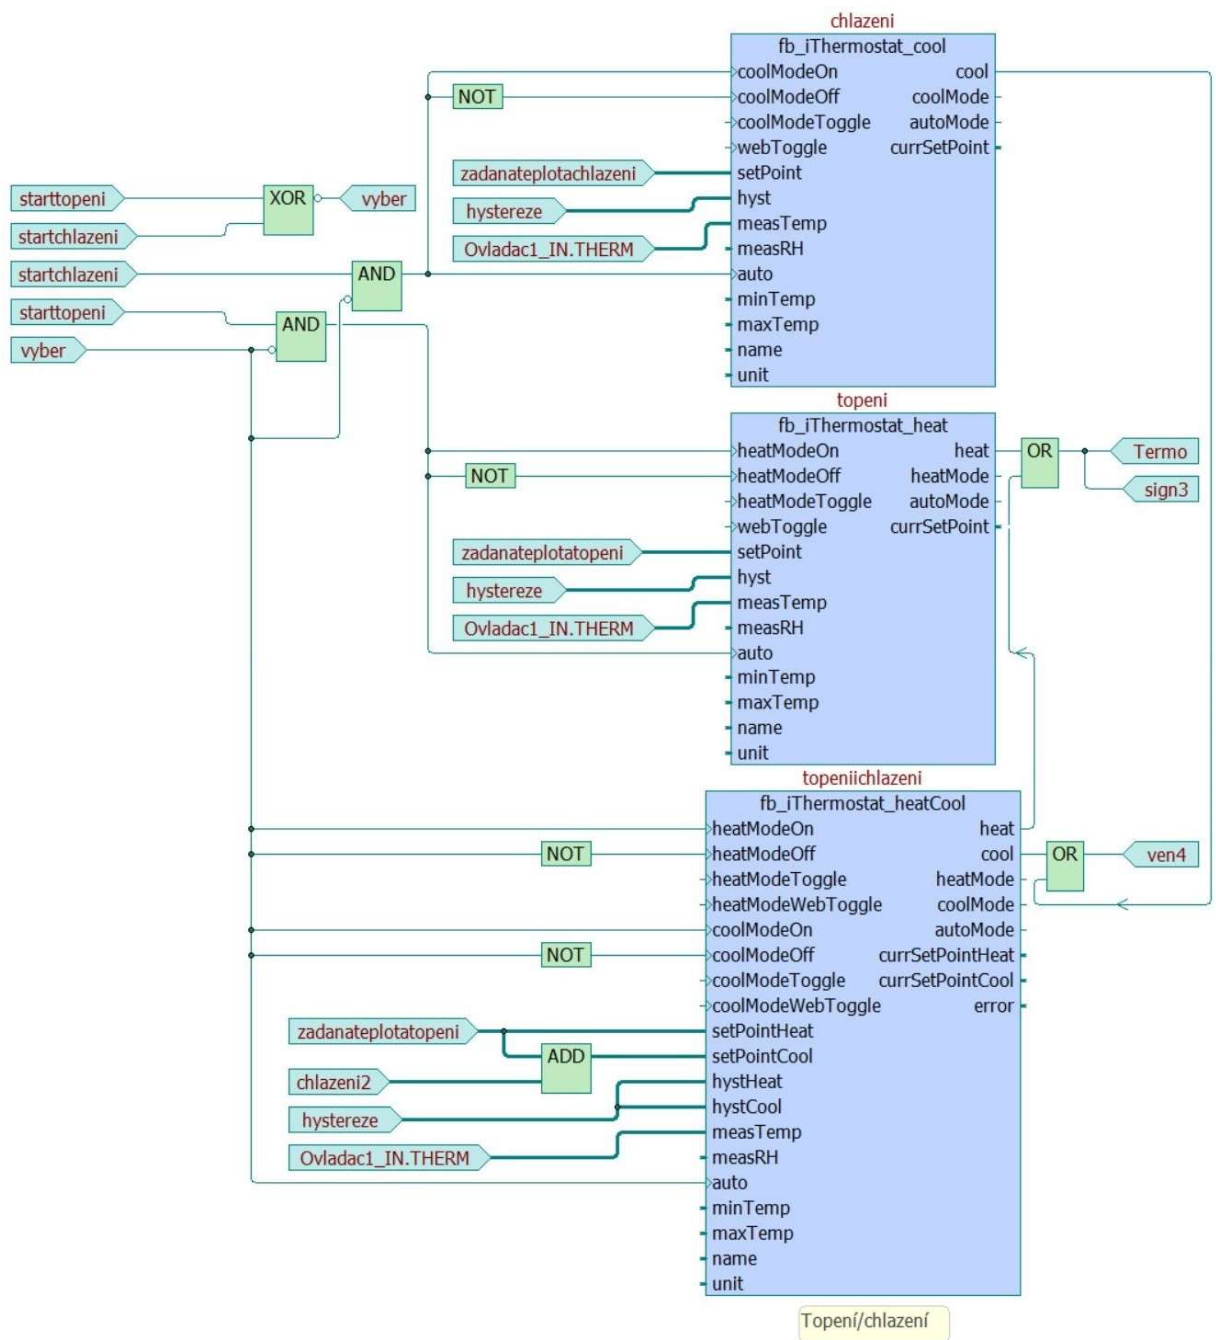 chlazeni
fb_iThermostat_cool
coolModeOn cool
NOT coolModeOff coolMode
coolModeToggle autoMode
webToggle currSetPoint
zadanateplotachlazeni setPoint
starttopeni XOR vyber
hystereze hyst
startchlazeni
Ovladac1_IN.THERM measTemp
measRH
startchlazeni AND auto
minTemp
starttopeni AND maxTemp
vyber name
unit
topeni
fb_iThermostat_heat
heatModeOn heat OR Termo
NOT heatModeOff heatMode
sign3
heatModeToggle autoMode
webToggle currSetPoint
zadanateplotatopeni setPoint
hystereze hyst
Ovladac1_IN.THERM measTemp
measRH
auto
minTemp
maxTemp
name
unit
topeniichlazeni
fb_iThermostat_heatCool
heatModeOn heat
NOT heatModeOff cool OR ven4
heatModeToggle heatMode
heatModeWebToggle coolMode
coolModeOn autoMode
NOT coolModeOff currSetPointHeat
coolModeToggle currSetPointCool
coolModeWebToggle error
zadanateplotatopeni setPointHeat
ADD setPointCool
chlazeni2 hystHeat
hystereze hystCool
measTemp
Ovladac1_IN.THERM measRH
auto
minTemp
maxTemp
name
unit
Topení/chlazení